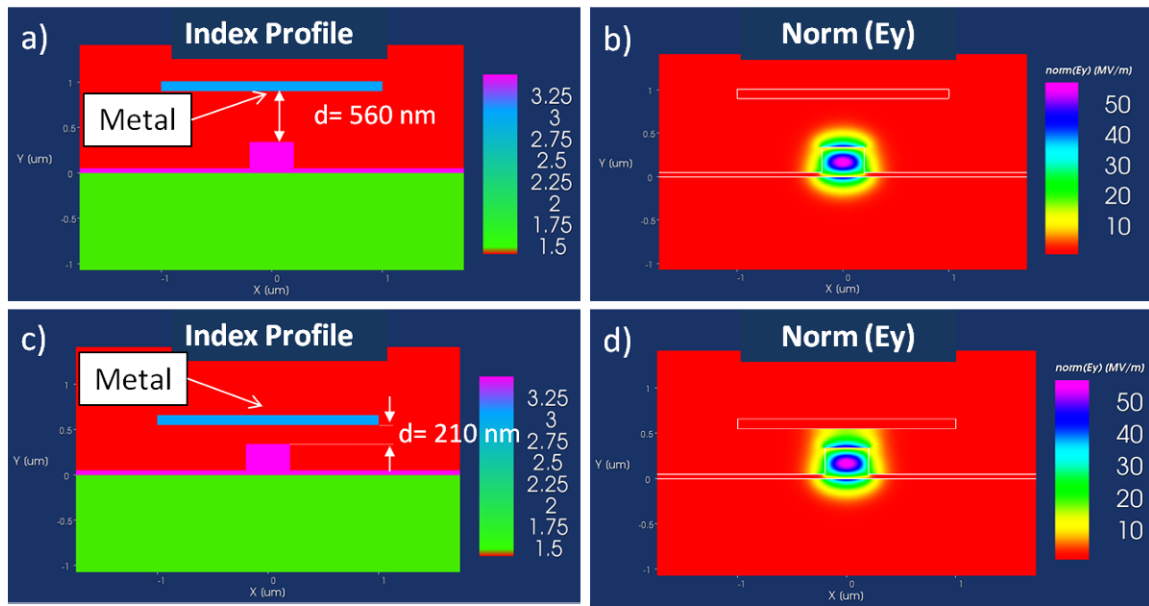 a)
Index Profile
1
Metal
d= 560 nm
0.5
Y (um)
0
-0.5
-1
-1
0
1
X (um)
3.25
3
2.75
2.5
2.25
2
1.75
1.5
b)
Norm (Ey)
norm(Ey) (MV/m)
1
0.5
Y (um)
0
-0.5
-1
-1
0
1
X (um)
50
40
30
20
10
c)
Index Profile
Metal
1
0.5
d= 210 nm
Y (um)
0
-0.5
-1
-1
0
1
X (um)
3.25
3
2.75
2.5
2.25
2
1.75
1.5
d)
Norm (Ey)
norm(Ey) (MV/m)
1
0.5
Y (um)
0
-0.5
-1
-1
0
1
X (um)
50
40
30
20
10